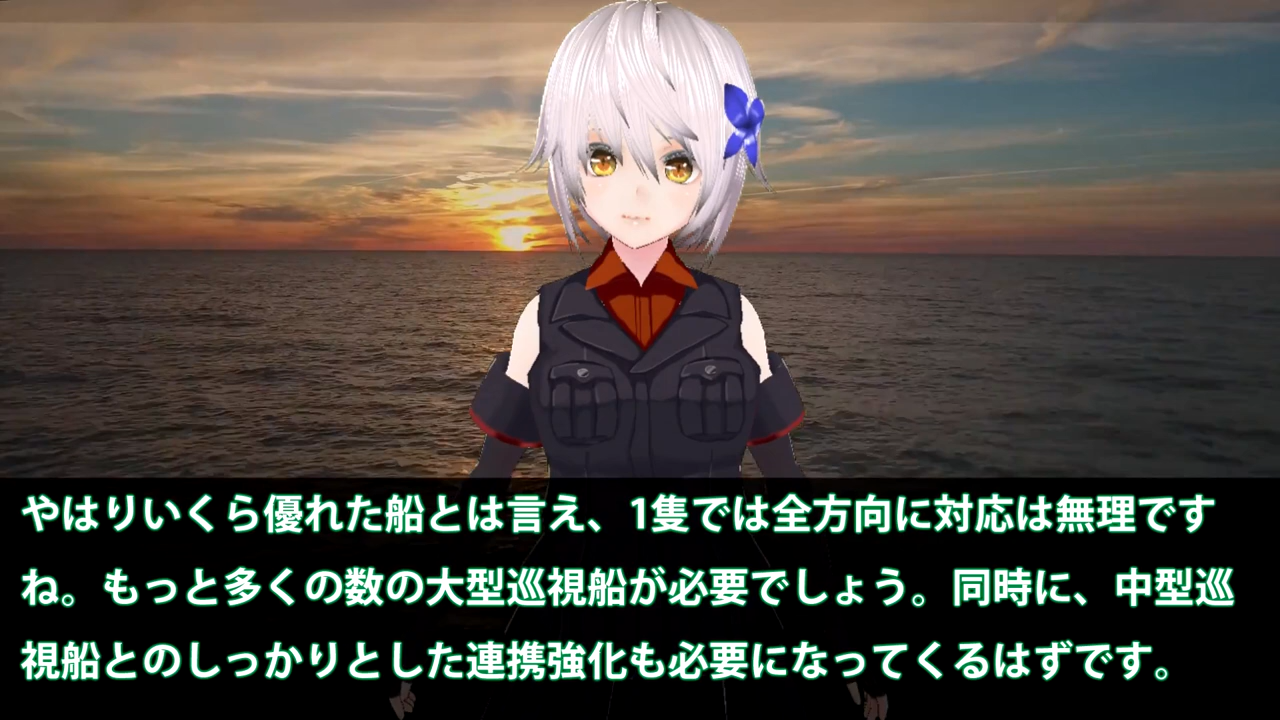 やはりいくら優れた船とは言え、1隻では全方向に対応は無理です
ね。もっと多くの数の大型巡視船が必要でしょう。同時に、中型巡
視船とのしっかりとした連携強化も必要になってくるはずです。